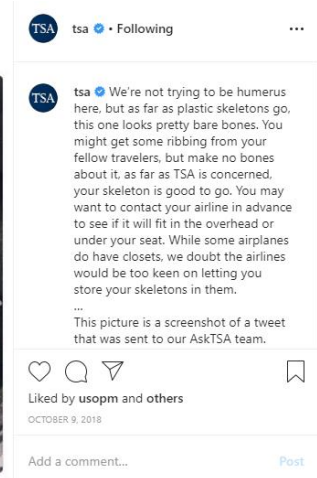 TSA
tsa • Following
...
TSA
tsa We're not trying to be humerus
here, but as far as plastic skeletons go,
this one looks pretty bare bones. You
might get some ribbing from your
fellow travelers, but make no bones
about it, as far as TSA is concerned,
your skeleton is good to go. You may
want to contact your airline in advance
to see if it will fit in the overhead or
under your seat. While some airplanes
do have closets, we doubt the airlines
would be too keen on letting you
store your skeletons in them.
...
This picture is a screenshot of a tweet
that was sent to our AskTSA team.
Liked by usopm and others
OCTOBER 9, 2018
Add a comment...
Post